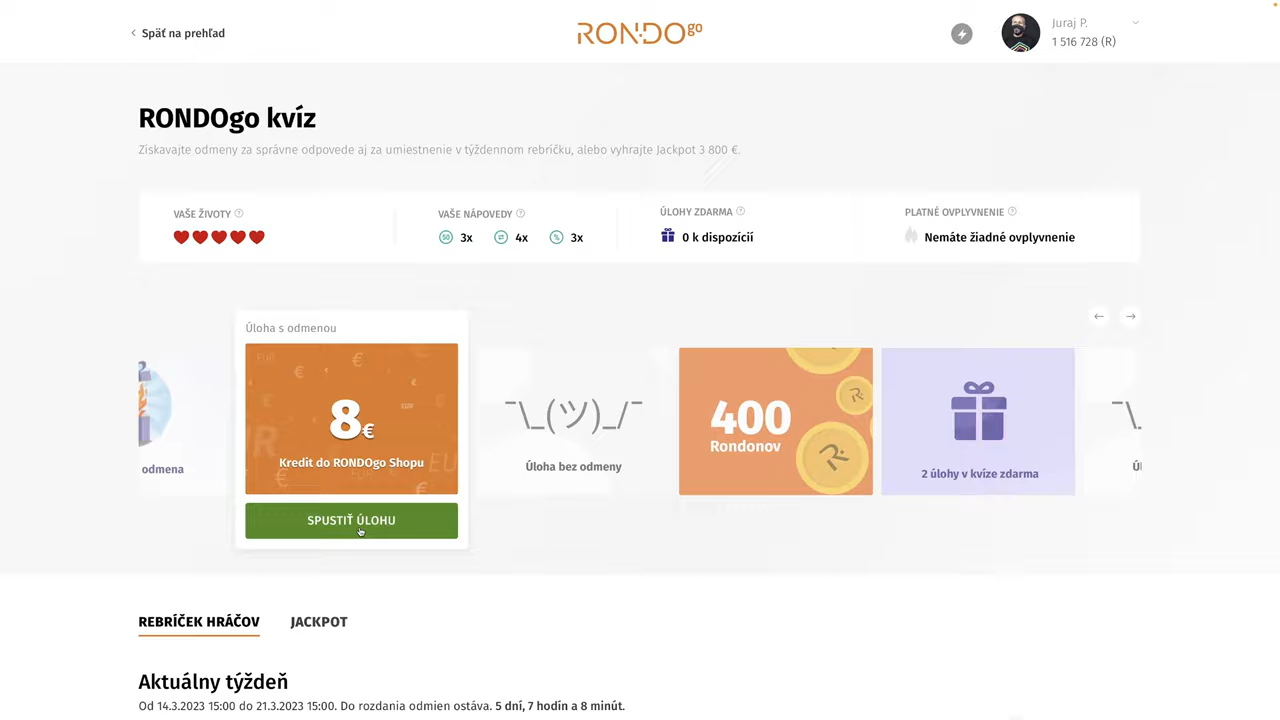 Späť na prehľad
RONDOgo
Juraj P.
1 516 728 (R)
RONDOgo kvíz
Získavajte odmeny za správne odpovede aj za umiestnenie v týždennom rebríčku, alebo vyhrajte Jackpot 3 800 €.
VAŠE ŽIVOTY
VAŠE NÁPOVEDY
ÚLOHY ZDARMA
PLATNÉ OVPLYVNENIE
50 3x
4x
% 3x
0 k dispozícií
Nemáte žiadné ovplyvnenie
Úloha s odmenou
8€
Kredit do RONDOgo Shopu
SPUSTIŤ ÚLOHU
odmena
¯\_(ツ)_/¯
Úloha bez odmeny
400
Rondonov
2 úlohy v kvíze zdarma
¯\.
REBRÍČEK HRÁČOV
JACKPOT
Aktuálny týždeň
Od 14.3.2023 15:00 do 21.3.2023 15:00. Do rozdania odmien ostáva. 5 dní, 7 hodín a 8 minút.